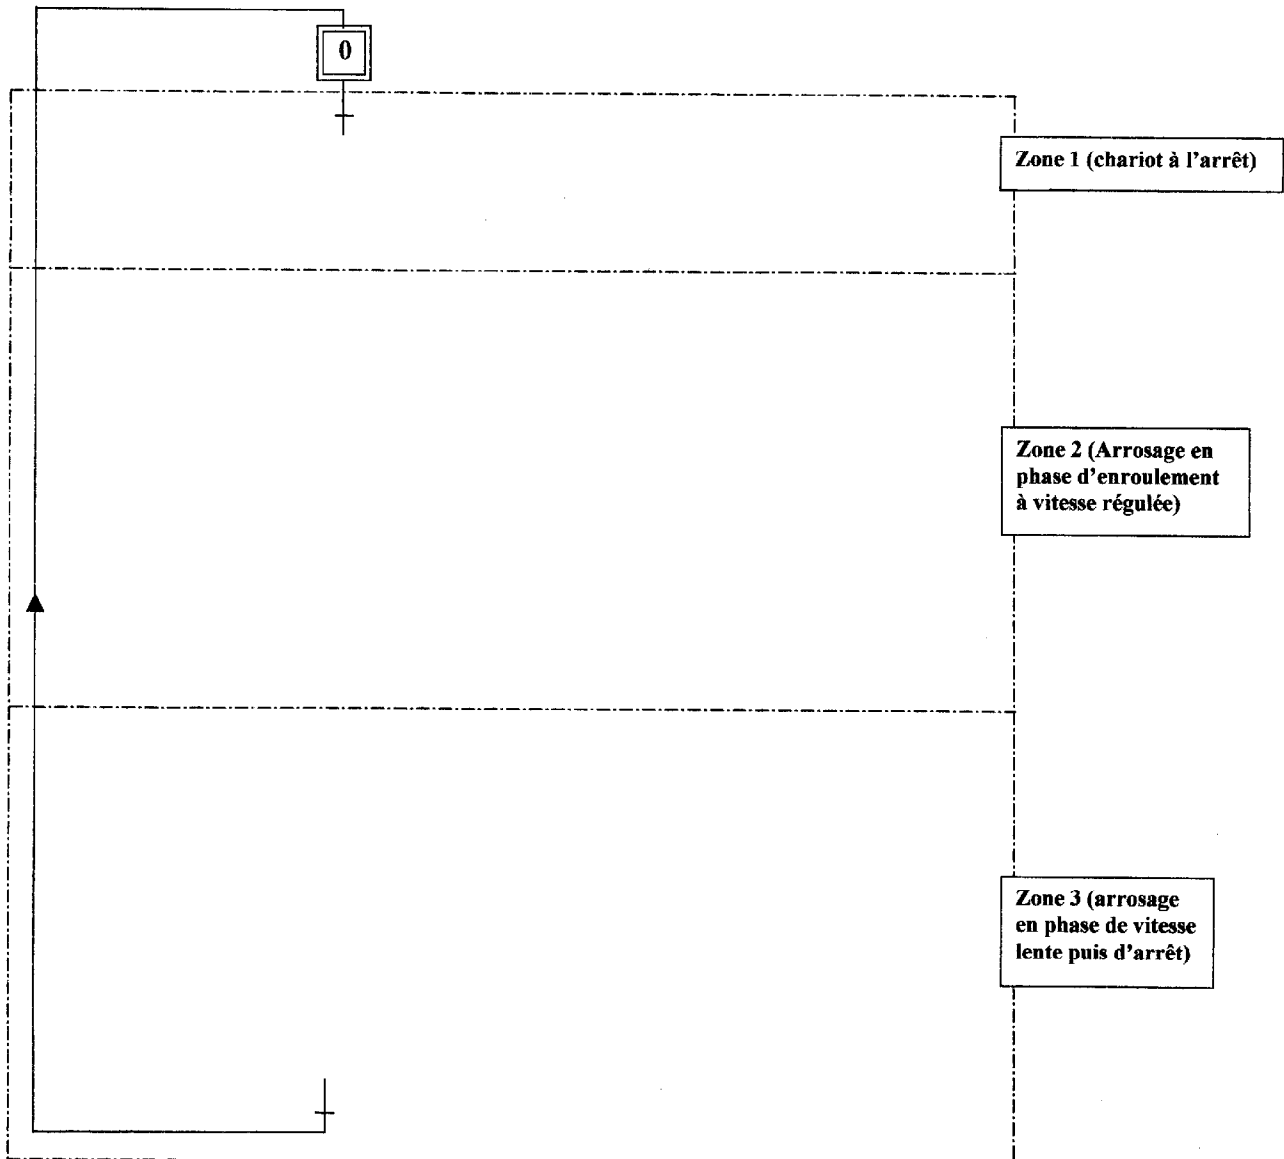 0
Zone 1 (chariot à l'arrêt)
Zone 2 (Arrosage en
phase d'enroulement
à vitesse régulée)
Zone 3 (arrosage
en phase de vitesse
lente puis d'arrêt)